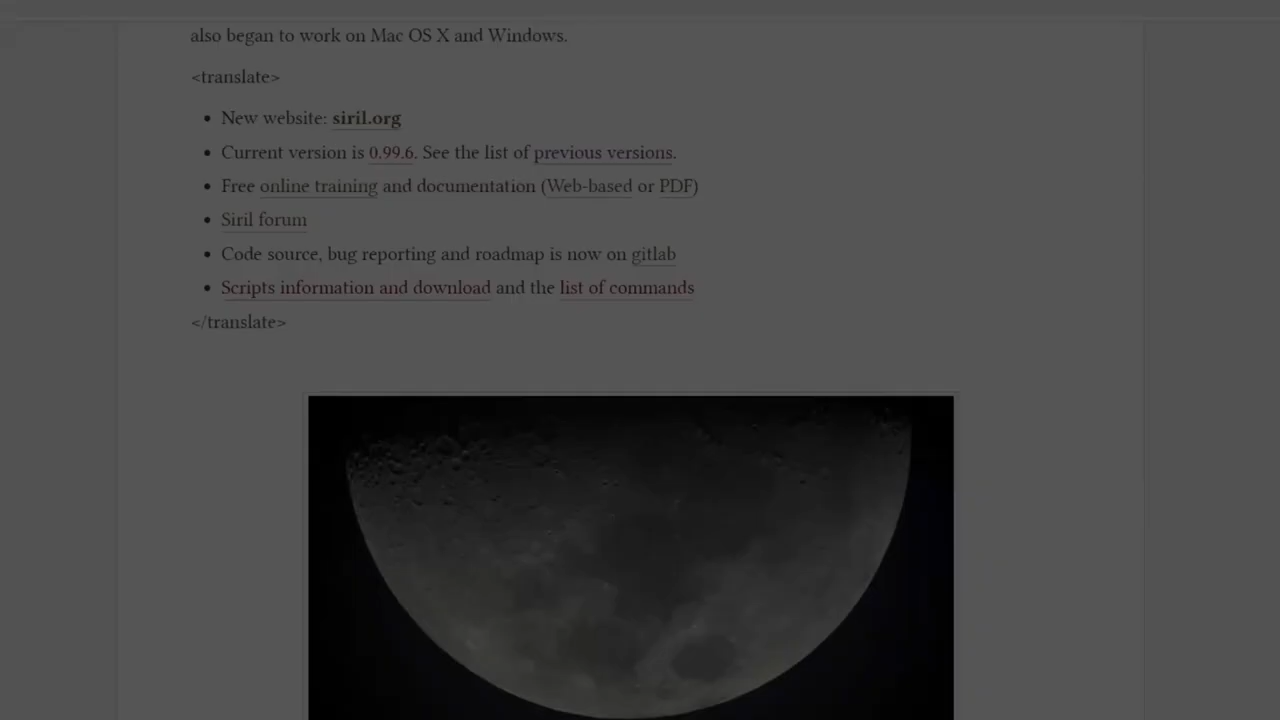 also began to work on Mac OS X and Windows.
<translate>
• New website: siril.org
• Current version is 0.99.6. See the list of previous versions.
• Free online training and documentation (Web-based or PDF)
• Siril forum
• Code source, bug reporting and roadmap is now on gitlab
• Scripts information and download and the list of commands
</translate>